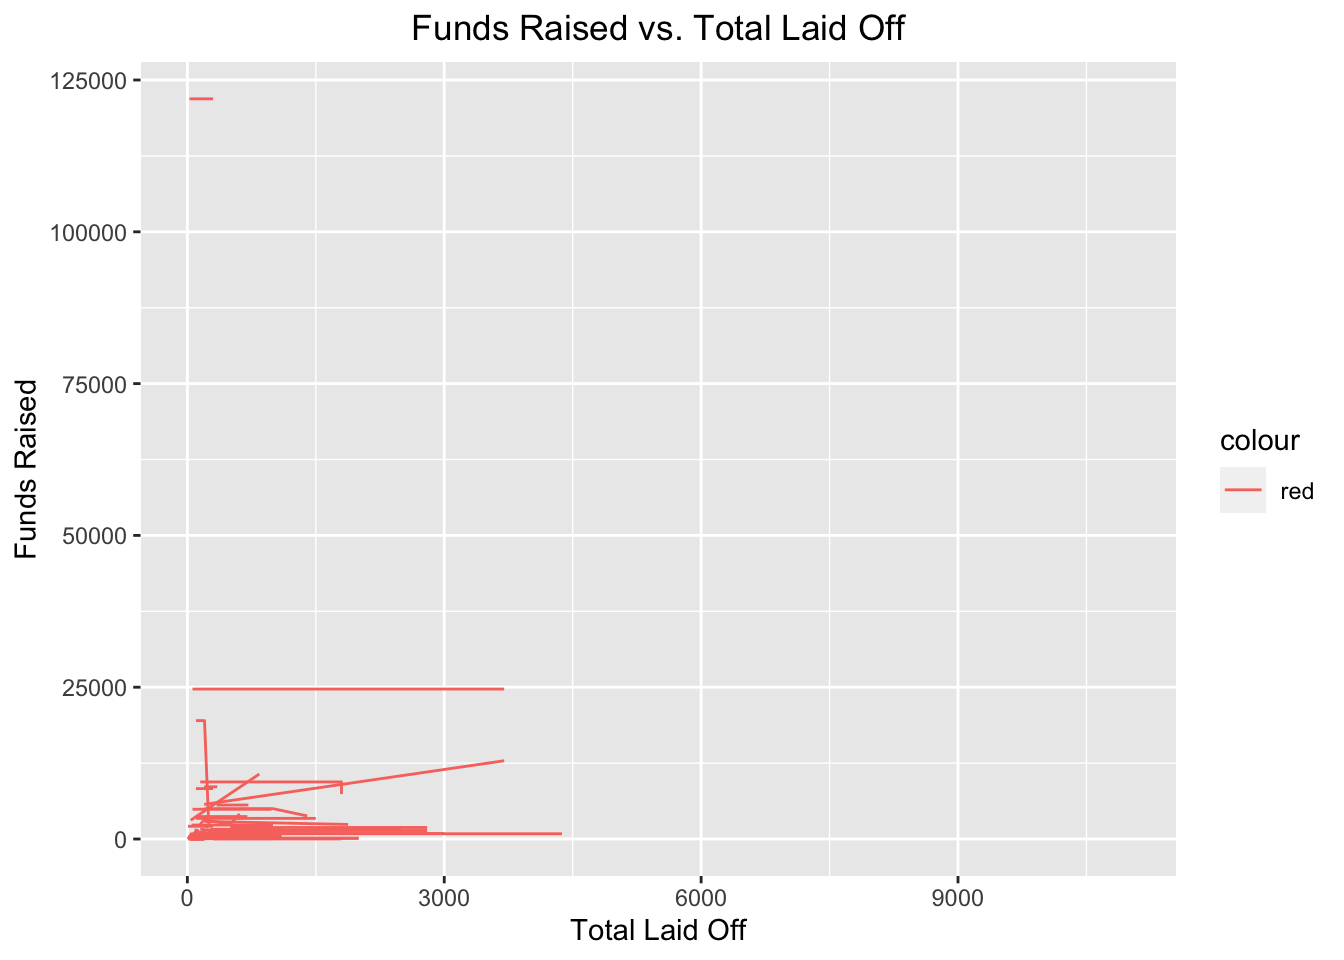 Funds Raised vs. Total Laid Off
125000
100000
75000
50000
25000
0
Funds Raised
0 3000 6000 9000
Total Laid Off
colour
red